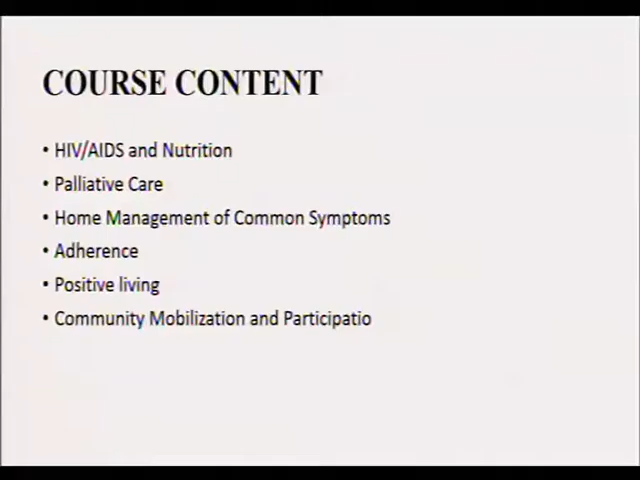 COURSE CONTENT
• HIV/AIDS and Nutrition
• Palliative Care
• Home Management of Common Symptoms
• Adherence
• Positive living
• Community Mobilization and Participatio